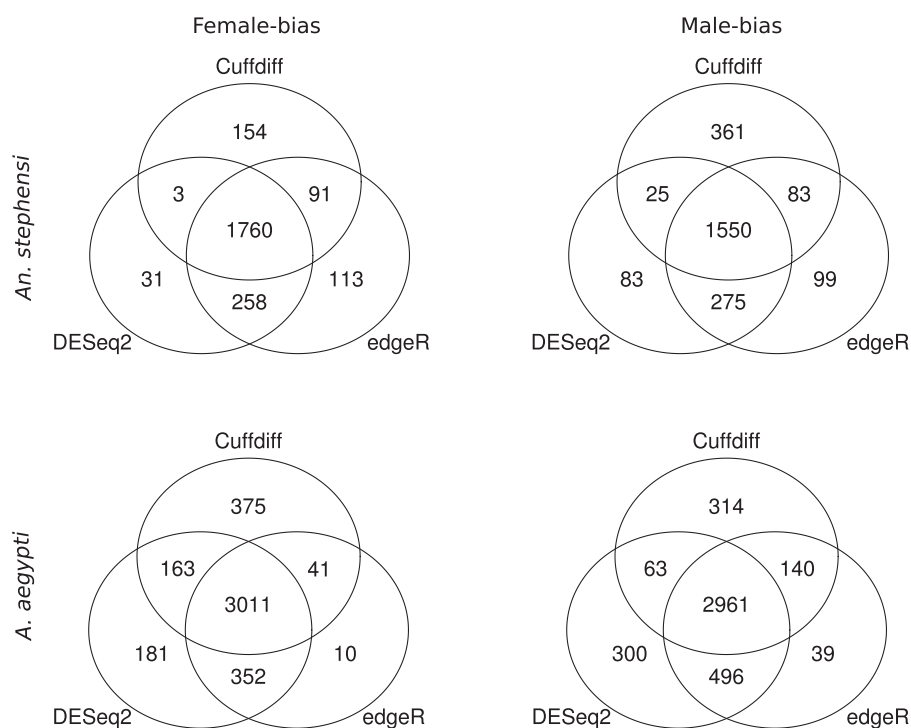 Female-bias Male-bias
Cuffdiff Cuffdiff
154 361
An. stephensi
3 91 25 83
1760 1550
31 113 83 99
258 275
DESeq2 edgeR DESeq2 edgeR
Cuffdiff Cuffdiff
375 314
A. aegypti
163 41 63 140
3011 2961
181 10 300 39
352 496
DESeq2 edgeR DESeq2 edgeR